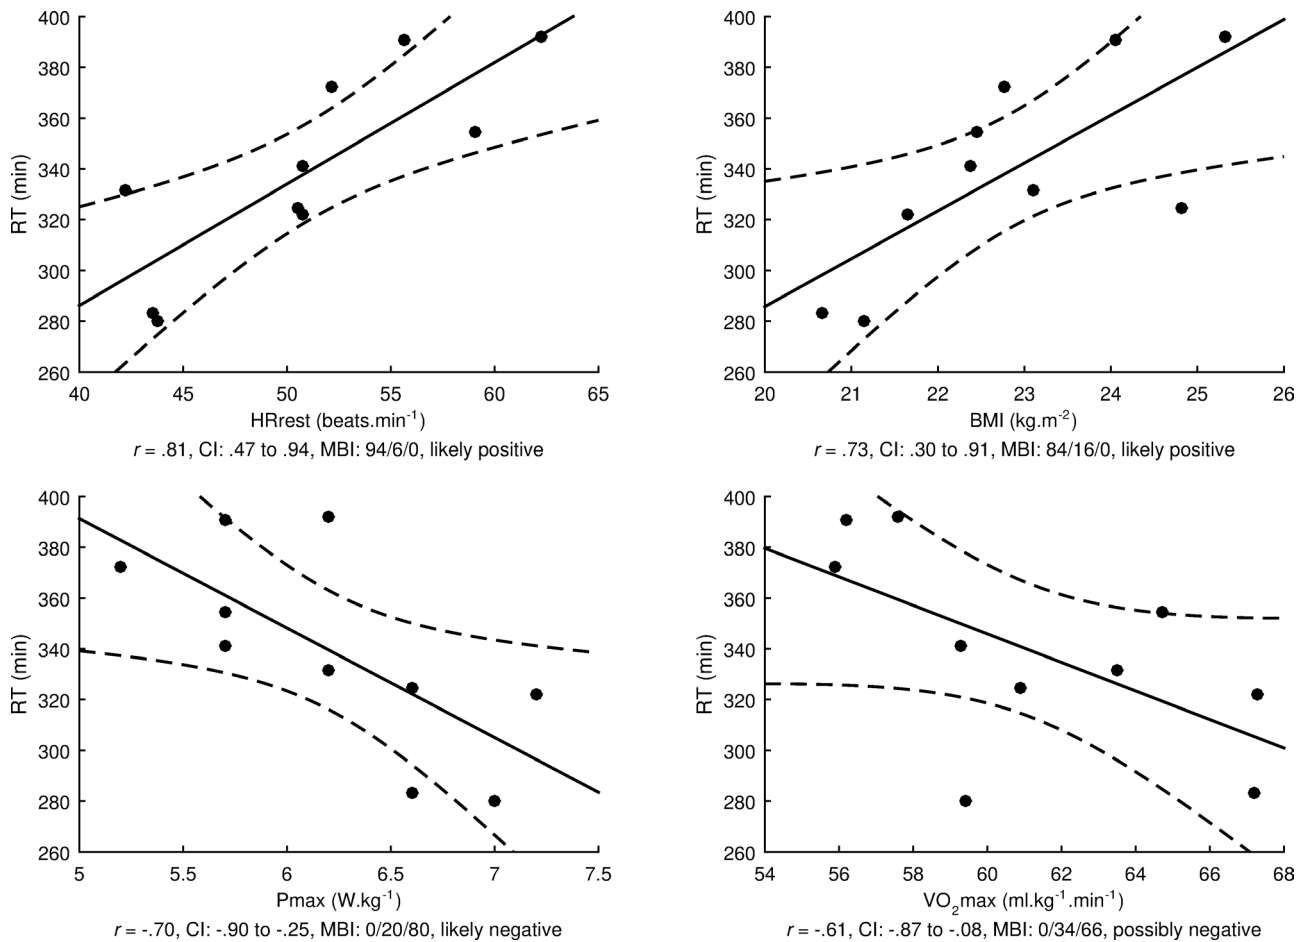 400
380
360
340
320
300
280
260
RT (min)
40 45 50 55 60 65
HRrest (beats.min⁻¹)
r = .81, CI: .47 to .94, MBI: 94/6/0, likely positive
400
380
360
340
320
300
280
260
RT (min)
20 21 22 23 24 25 26
BMI (kg.m⁻²)
r = .73, CI: .30 to .91, MBI: 84/16/0, likely positive
400
380
360
340
320
300
280
260
RT (min)
5 5.5 6 6.5 7 7.5
Pmax (W.kg⁻¹)
r = -.70, CI: -.90 to -.25, MBI: 0/20/80, likely negative
400
380
360
340
320
300
280
260
RT (min)
54 56 58 60 62 64 66 68
VO₂max (ml.kg⁻¹.min⁻¹)
r = -.61, CI: -.87 to -.08, MBI: 0/34/66, possibly negative